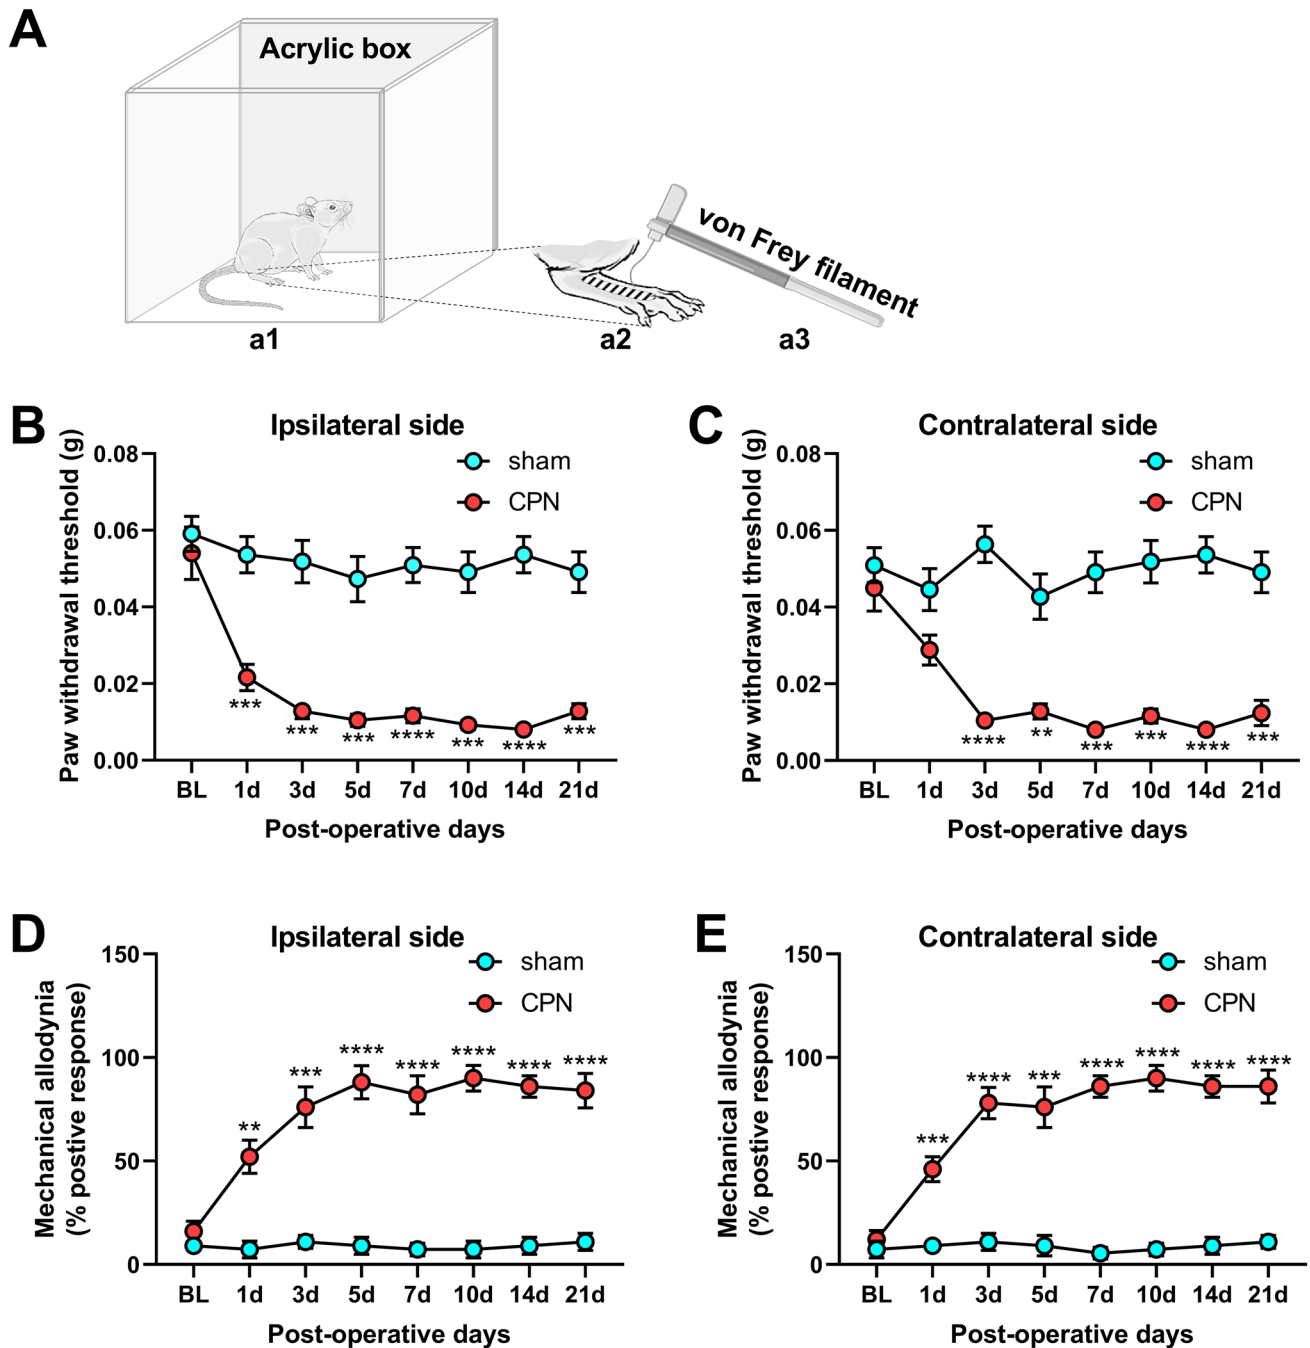 A
Acrylic box
von Frey filament
a1
a2
a3
B
Ipsilateral side
Paw withdrawal threshold (g)
0.08
0.06
0.04
0.02
0.00
sham
CPN
***
***
***
****
***
****
***
BL 1d 3d 5d 7d 10d 14d 21d
Post-operative days
C
Contralateral side
Paw withdrawal threshold (g)
0.08
0.06
0.04
0.02
0.00
sham
CPN
****
**
***
***
****
***
BL 1d 3d 5d 7d 10d 14d 21d
Post-operative days
D
Ipsilateral side
Mechanical allodynia
(% postive response)
150
100
50
0
sham
CPN
**
***
****
****
****
****
****
BL 1d 3d 5d 7d 10d 14d 21d
Post-operative days
E
Contralateral side
Mechanical allodynia
(% postive response)
150
100
50
0
sham
CPN
***
****
***
****
****
****
****
BL 1d 3d 5d 7d 10d 14d 21d
Post-operative days